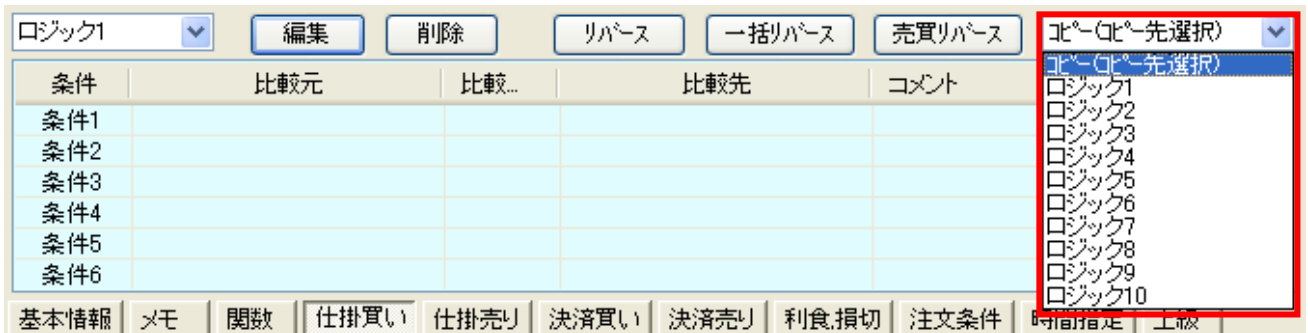 ロジック1 編集 削除 リバース 一括リバース 売買リバース コピー(コピー先選択)
条件 比較元 比較... 比較先 コメント コピー(コピー先選択)
条件1 ロジック1
条件2 ロジック2
条件3 ロジック3
条件4 ロジック4
条件5 ロジック5
条件6 ロジック6
ロジック7
ロジック8
ロジック9
ロジック10
基本情報 メモ 関数 仕掛買い 仕掛売り 決済買い 決済売り 利食,損切 注文条件 時間指定 上級